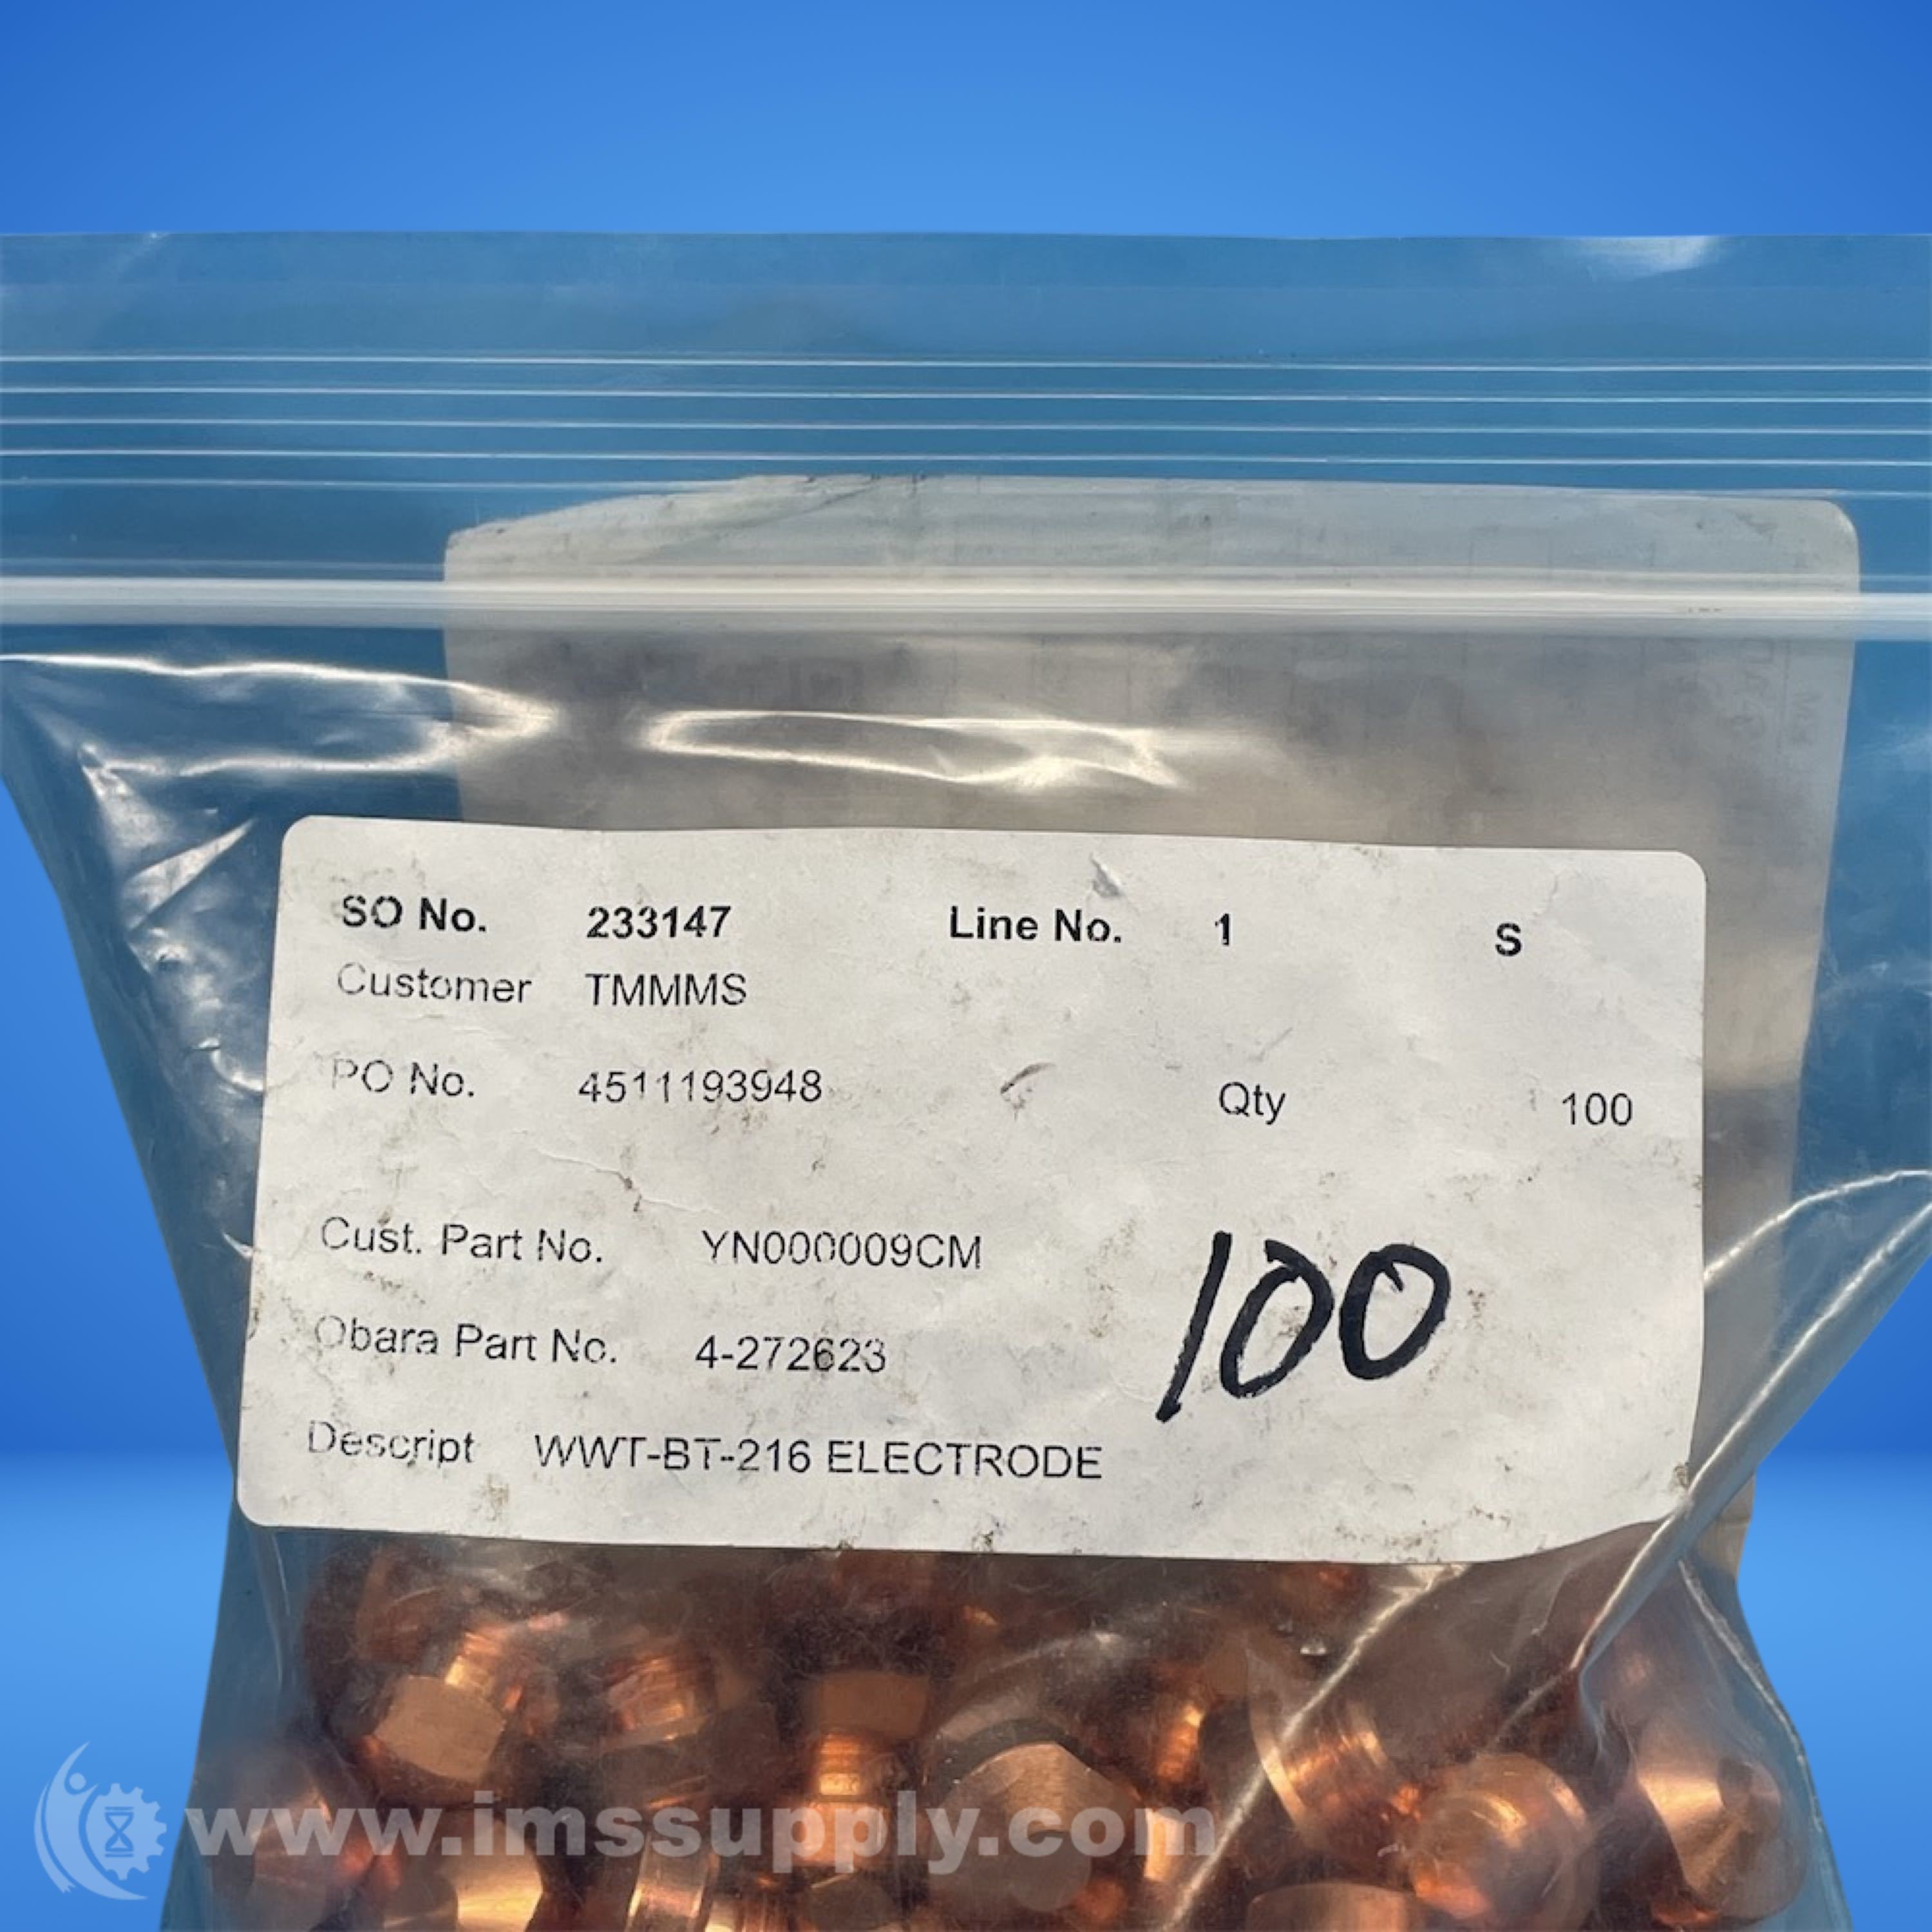 SO No. 233147 Line No. 1 S
Customer TMMMS
PO No. 4511193948 Qty 100
Cust. Part No. YN000009CM
100
Obara Part No. 4-272623
Descript WWT-BT-216 ELECTRODE
www.imssupply.com